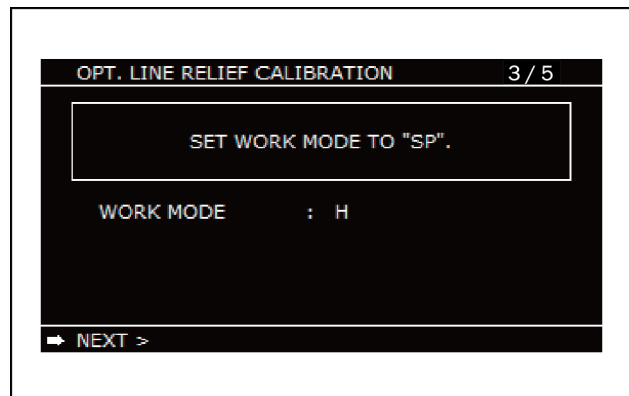 OPT. LINE RELIEF CALIBRATION 3/5
SET WORK MODE TO "SP".
WORK MODE : H
➡ NEXT >